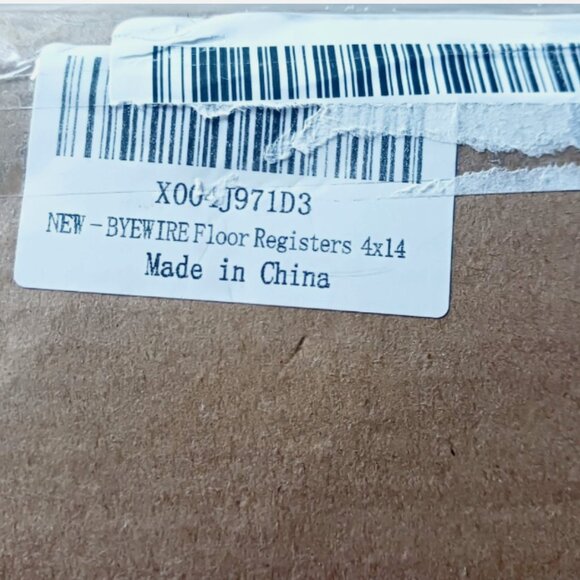 X004J971D3
NEW - BYEWIRE Floor Registers 4x14
Made in China